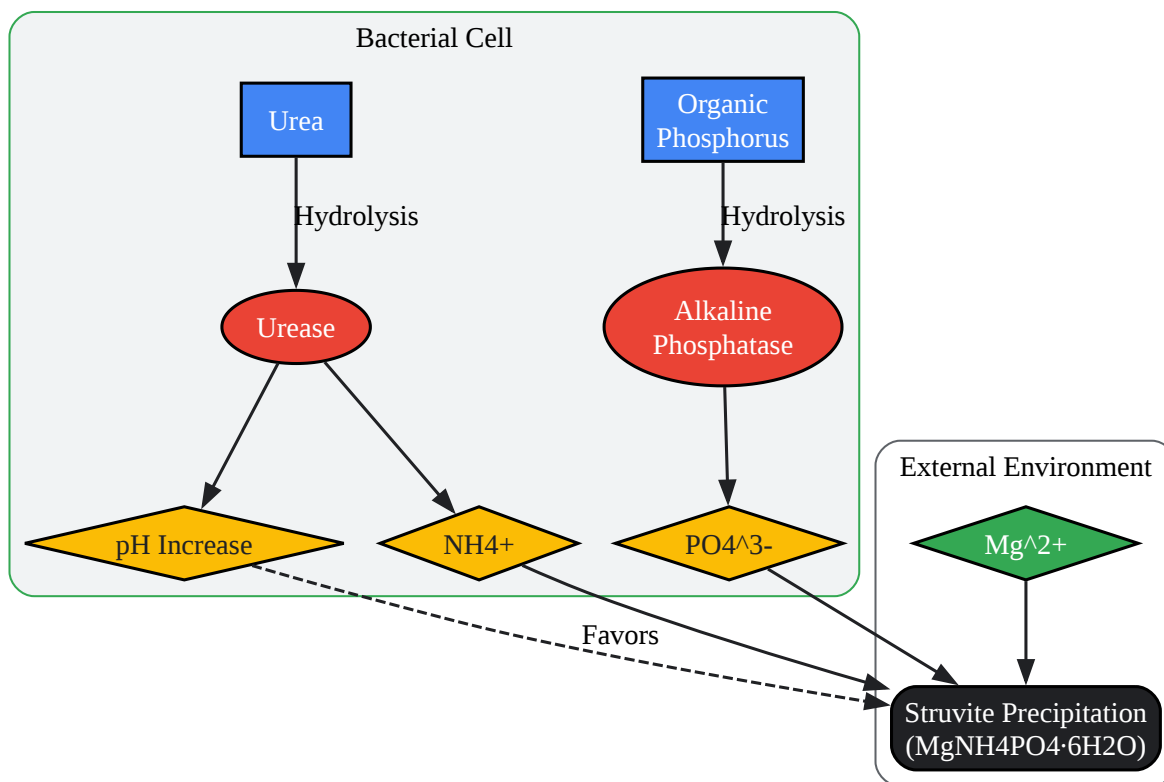 Bacterial Cell
Urea
Organic
Phosphorus
Hydrolysis
Hydrolysis
Urease
Alkaline
Phosphatase
External Environment
pH Increase
NH4+
PO4^3-
Mg^2+
Favors
Struvite Precipitation
(MgNH4PO4·6H2O)